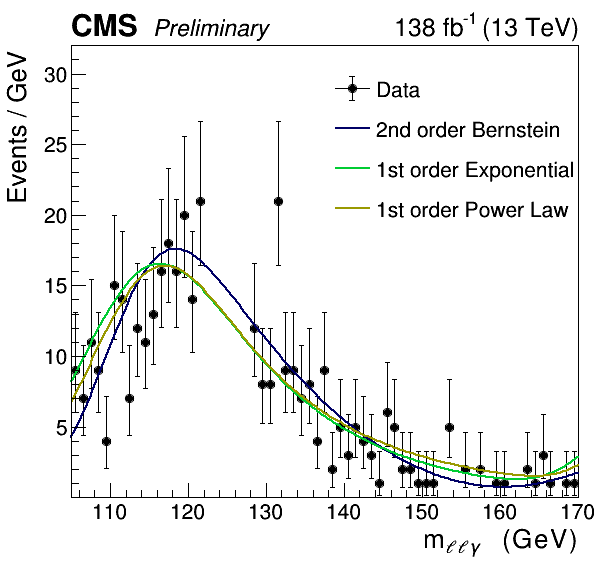 CMS Preliminary 138 fb⁻¹ (13 TeV)
Events / GeV
30
25
20
15
10
5
Data
2nd order Bernstein
1st order Exponential
1st order Power Law
110 120 130 140 150 160 170
m_ℓℓγ (GeV)